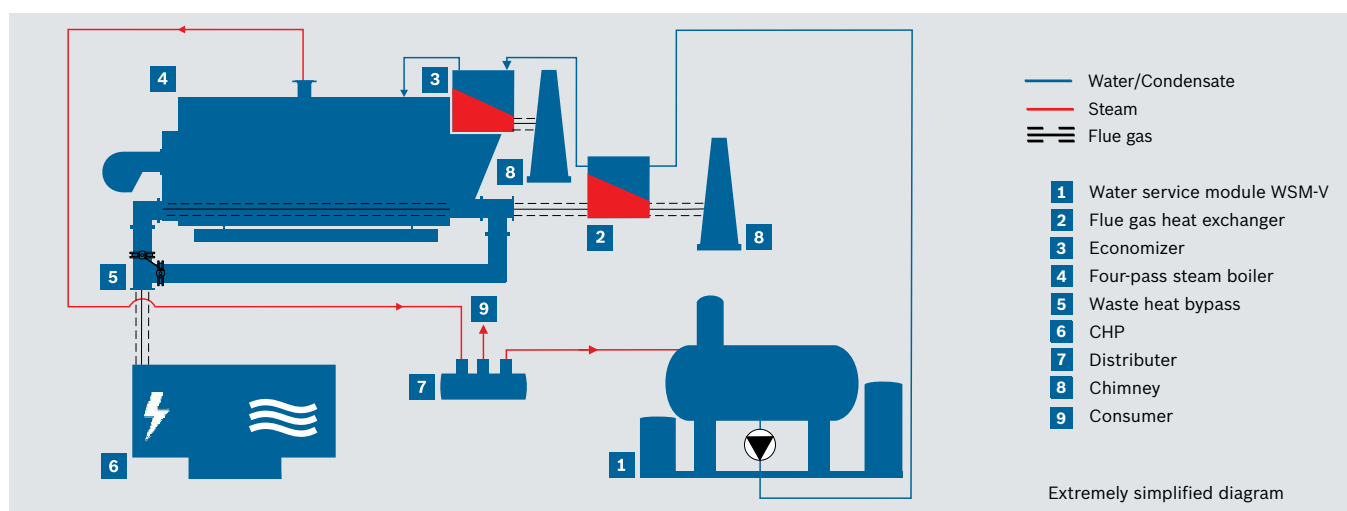 4
3
8
2
8
5
9
7
6
1
Water/Condensate
Steam
Flue gas
1 Water service module WSM-V
2 Flue gas heat exchanger
3 Economizer
4 Four-pass steam boiler
5 Waste heat bypass
6 CHP
7 Distributer
8 Chimney
9 Consumer
Extremely simplified diagram